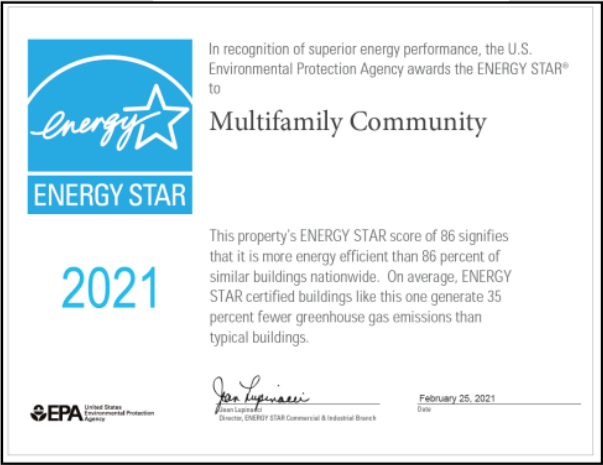 In recognition of superior energy performance, the U.S.
Environmental Protection Agency awards the ENERGY STAR®
to
Multifamily Community
energy
ENERGY STAR
This property's ENERGY STAR score of 86 signifies
that it is more energy efficient than 86 percent of
similar buildings nationwide. On average, ENERGY
STAR certified buildings like this one generate 35
percent fewer greenhouse gas emissions than
typical buildings.
2021
Jean Lupinacci
February 25, 2021
Jean Lupinacci
Date
Director, ENERGY STAR Commercial & Industrial Branch
EPA
United States
Environmental Protection
Agency